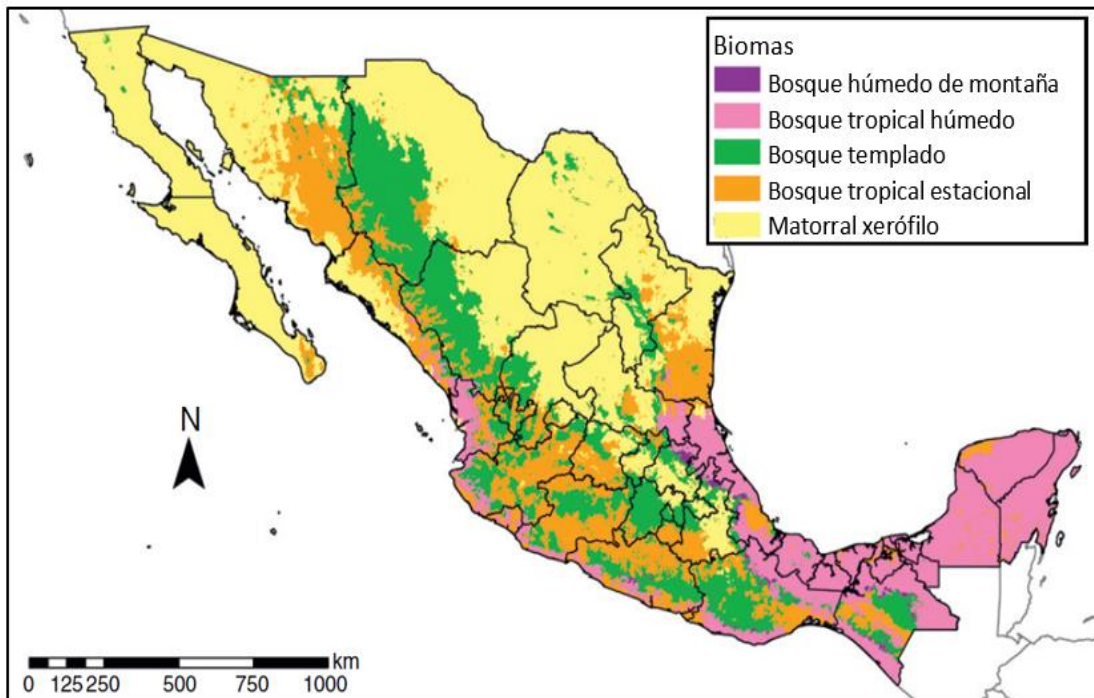 Biomas
Bosque húmedo de montaña
Bosque tropical húmedo
Bosque templado
Bosque tropical estacional
Matorral xerófilo
N
km
0 125 250 500 750 1000